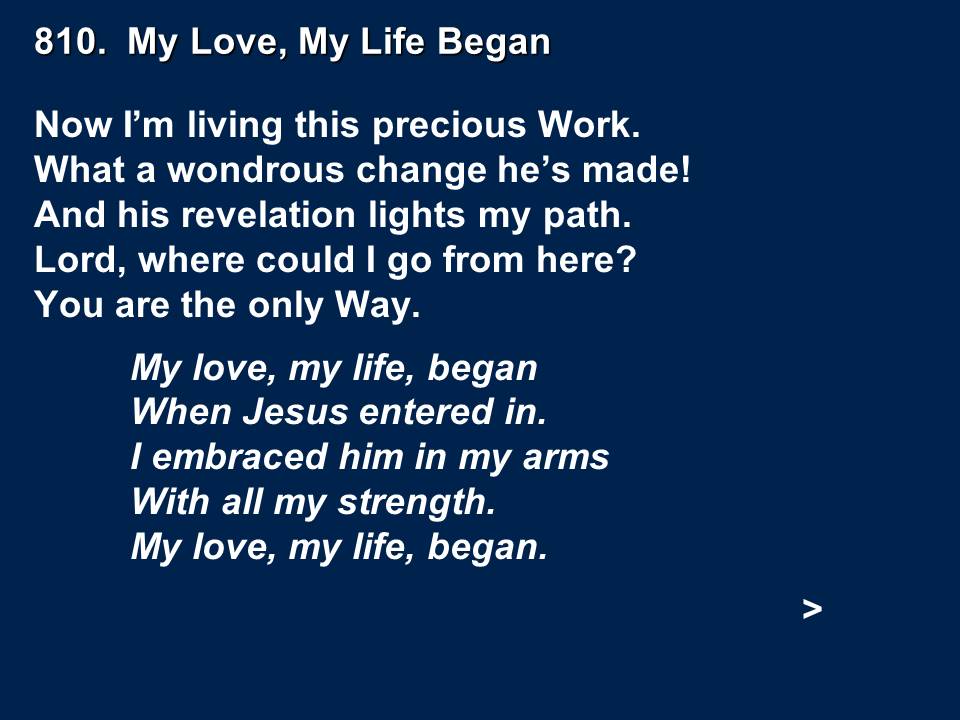 810.  My Love, My Life Began
Now I’m living this precious Work.
What a wondrous change he’s made!
And his revelation lights my path.
Lord, where could I go from here?
You are the only Way.
My love, my life, began
When Jesus entered in.
I embraced him in my arms
With all my strength.
My love, my life, began.
>